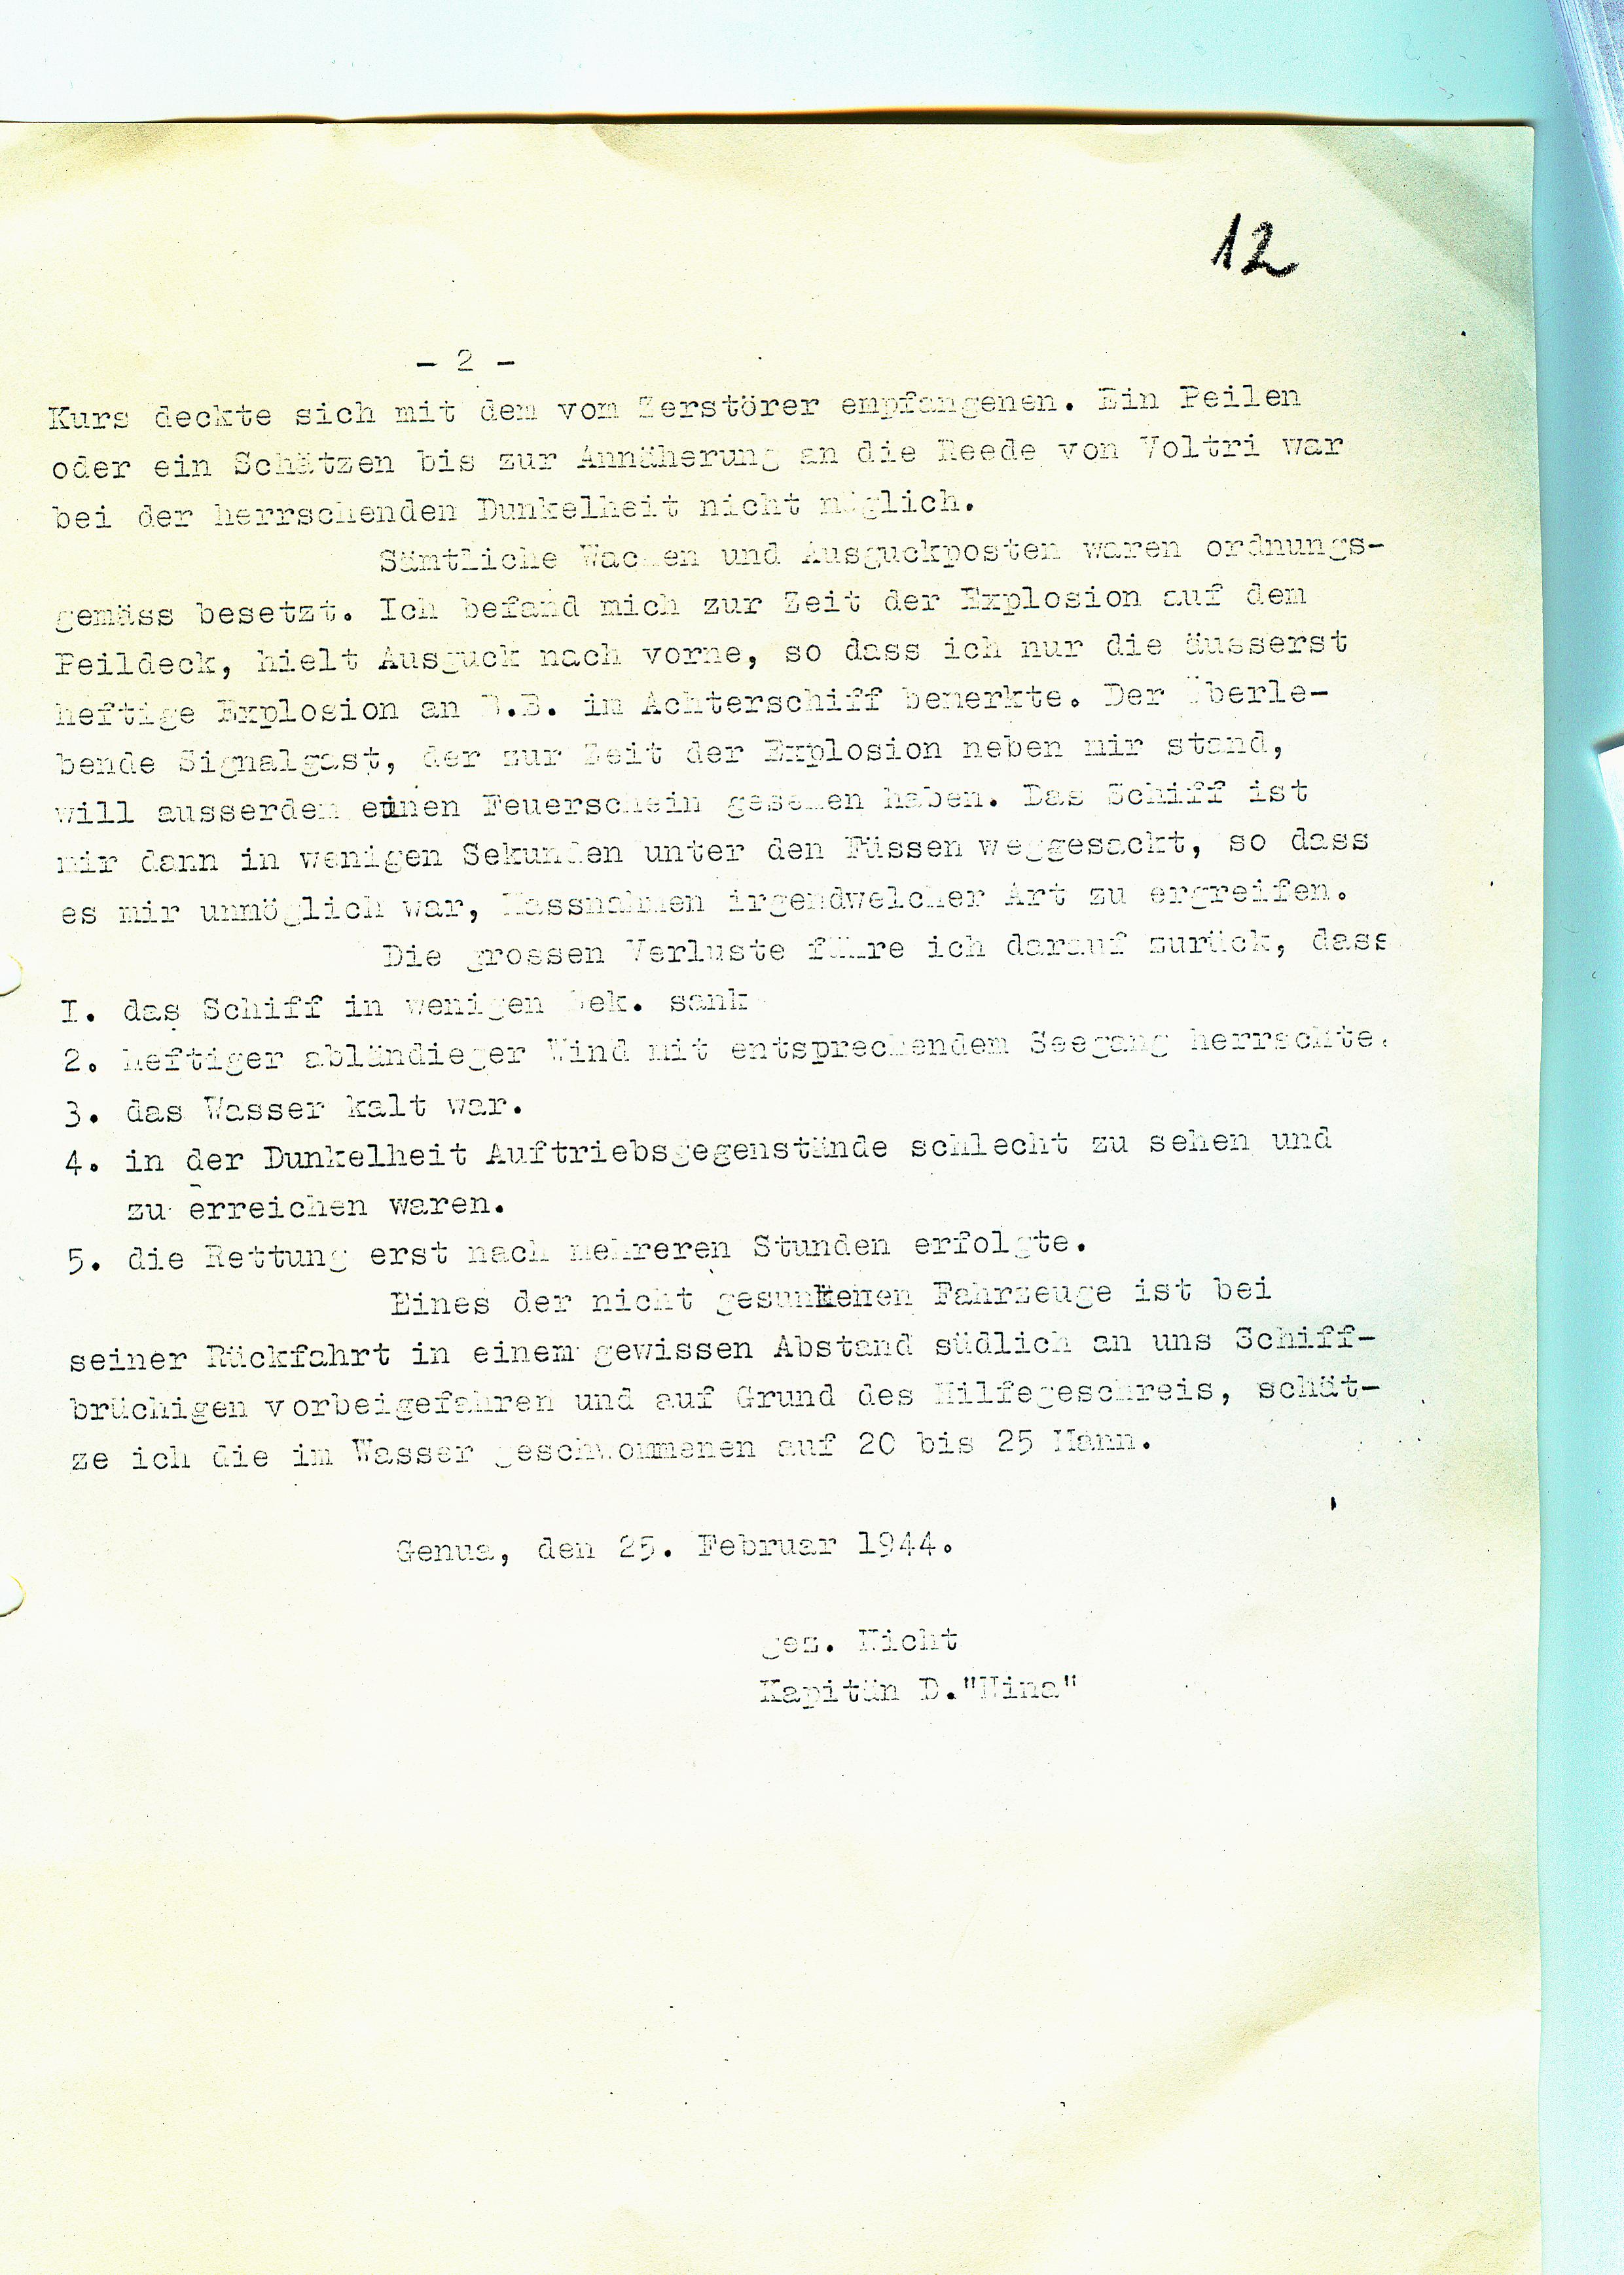 12
- 2 -
Kurs deckte sich mit dem vom Zerstörer empfangenen. Ein Peilen
oder ein Schätzen bis zur Annäherung an die Reede von Voltri war
bei der herrschenden Dunkelheit nicht möglich.
Sämtliche Wachen und Ausguckposten waren ordnungs-
gemäss besetzt. Ich befand mich zur Zeit der Explosion auf dem
Peildeck, hielt Ausguck nach vorne, so dass ich nur die äusserst
heftige Explosion an B.B. im Achterschiff bemerkte. Der Überle-
bende Signalgast, der zur Zeit der Explosion neben mir stand,
will ausserdem einen Feuerschein gesehen haben. Das Schiff ist
mir dann in wenigen Sekunden unter den Füssen weggesackt, so dass
es mir unmöglich war, Massnahmen irgendwelcher Art zu ergreifen.
Die grossen Verluste führe ich darauf zurück, dass
I. das Schiff in wenigen Sek. sank
2. heftiger abländieger Wind mit entsprechendem Seegang herrschte.
3. das Wasser kalt war.
4. in der Dunkelheit Auftriebsgegenstände schlecht zu sehen und
zu erreichen waren.
5. die Rettung erst nach mehreren Stunden erfolgte.
Eines der nicht gesunkenen Fahrzeuge ist bei
seiner Rückfahrt in einem gewissen Abstand südlich an uns Schiff-
brüchigen vorbeigefahren und auf Grund des Hilfegeschreis, schät-
ze ich die im Wasser geschwommenen auf 20 bis 25 Mann.
Genua, den 25. Februar 1944.
gez. Nicht
Kapitän D."Nina"